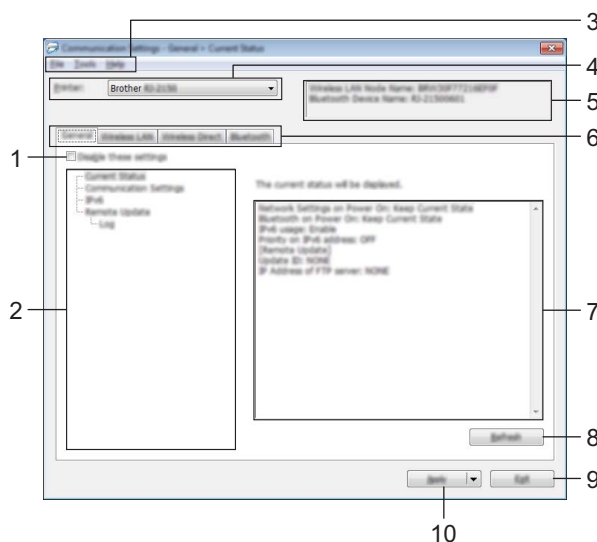 3
Communication Settings - General > Current Status
File Tools Help
4
Printer: Brother RJ-2150
Wireless LAN Node Name: BRW30F77216EF0F
Bluetooth Device Name: RJ-21500601
5
General Wireless LAN Wireless Direct Bluetooth
6
1
Disable these settings
Current Status
Communication Settings
IPv6
Remote Update
Log
2
The current status will be displayed.
Network Settings on Power On: Keep Current State
Bluetooth on Power On: Keep Current State
IPv6 usage: Enable
Priority on IPv6 address: OFF
[Remote Update]
Update ID: NONE
IP Address of FTP server: NONE
7
Refresh
8
Apply
Exit
9
10